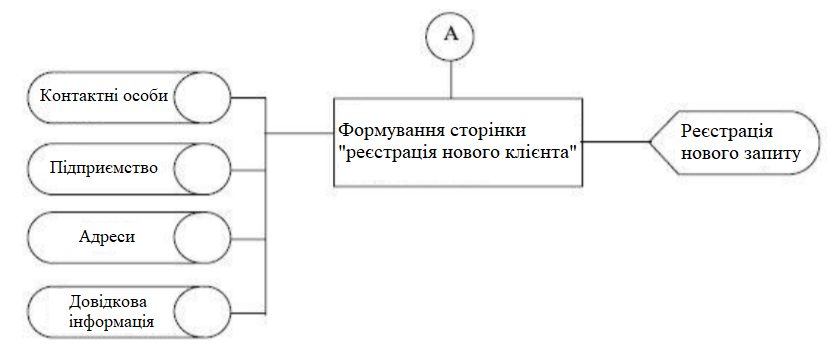 А
Контактні особи
Підприємство
Адреси
Довідкова
інформація
Формування сторінки
"реєстрація нового клієнта"
Реєстрація
нового запиту